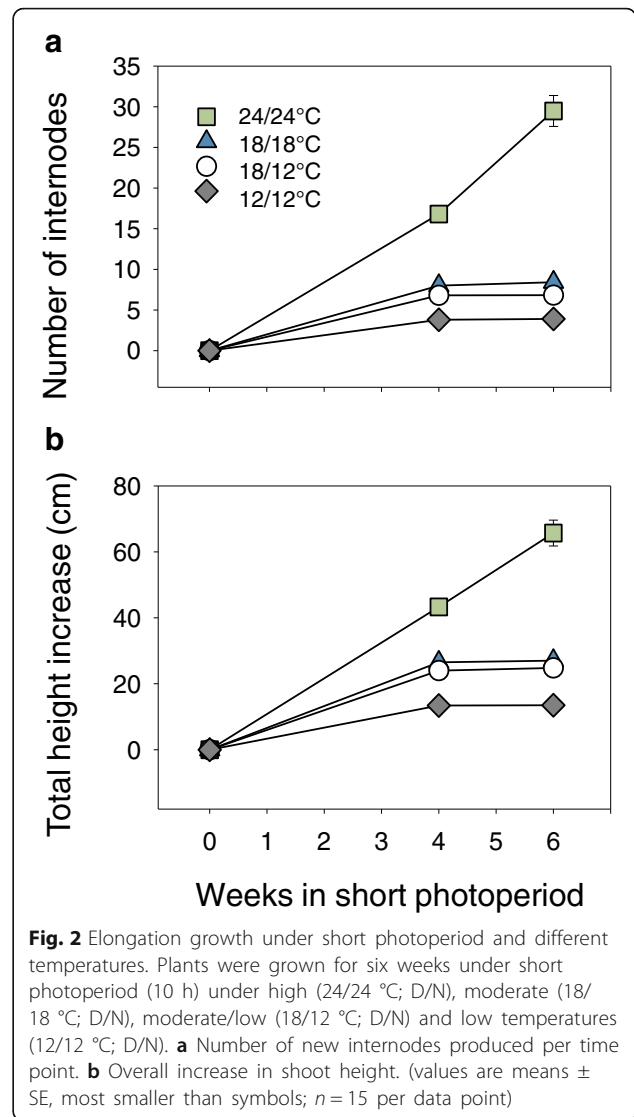 a
35
30
25
20
15
10
5
0
Number of internodes
24/24°C
18/18°C
18/12°C
12/12°C
b
80
60
40
20
0
Total height increase (cm)
0 1 2 3 4 5 6
Weeks in short photoperiod
Fig. 2 Elongation growth under short photoperiod and different
temperatures. Plants were grown for six weeks under short
photoperiod (10 h) under high (24/24 °C; D/N), moderate (18/
18 °C; D/N), moderate/low (18/12 °C; D/N) and low temperatures
(12/12 °C; D/N). a Number of new internodes produced per time
point. b Overall increase in shoot height. (values are means ±
SE, most smaller than symbols; n = 15 per data point)